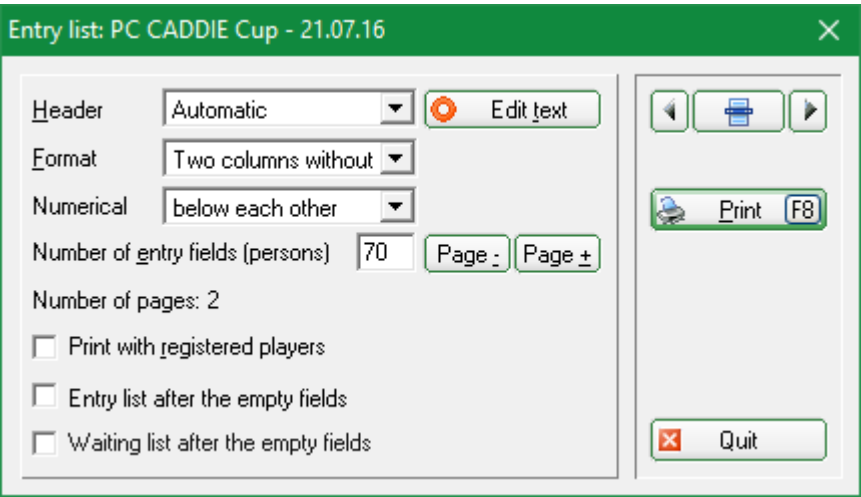 Entry list: PC CADDIE Cup - 21.07.16
Header Automatic Edit text
Format Two columns without
Numerical below each other
Number of entry fields (persons) 70 Page - Page +
Number of pages: 2
Print with registered players
Entry list after the empty fields
Waiting list after the empty fields
Print F8
Quit